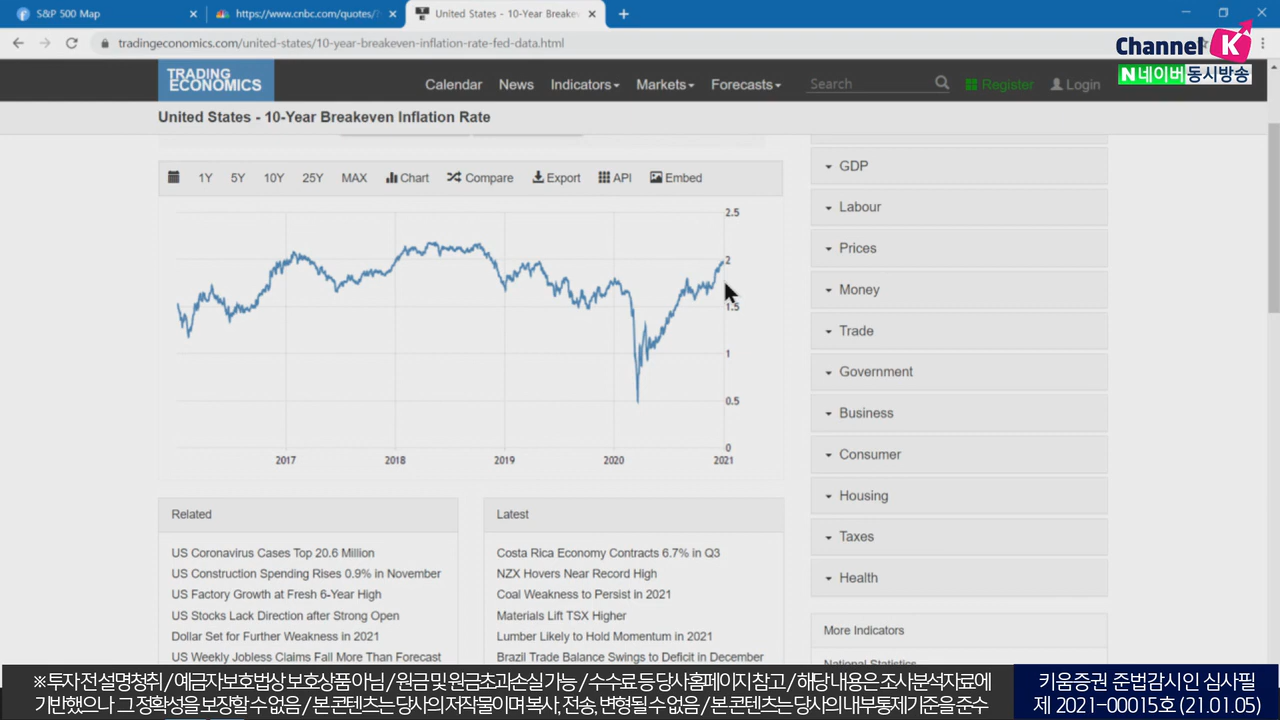 S&P 500 Map
https://www.cnbc.com/quotes/?
United States - 10-Year Breakeven
tradingeconomics.com/united-states/10-year-breakeven-inflation-rate-fed-data.html
Channel K
N네이버 동시방송
TRADING
ECONOMICS
Calendar News Indicators Markets Forecasts Search Register Login
United States - 10-Year Breakeven Inflation Rate
1Y 5Y 10Y 25Y MAX Chart Compare Export API Embed
2.5
2
1.5
1
0.5
0
2017 2018 2019 2020 2021
GDP
Labour
Prices
Money
Trade
Government
Business
Consumer
Housing
Taxes
Health
More Indicators
National Statistics
Related
US Coronavirus Cases Top 20.6 Million
US Construction Spending Rises 0.9% in November
US Factory Growth at Fresh 6-Year High
US Stocks Lack Direction after Strong Open
Dollar Set for Further Weakness in 2021
US Weekly Jobless Claims Fall More Than Forecast
Latest
Costa Rica Economy Contracts 6.7% in Q3
NZX Hovers Near Record High
Coal Weakness to Persist in 2021
Materials Lift TSX Higher
Lumber Likely to Hold Momentum in 2021
Brazil Trade Balance Swings to Deficit in December
※ 투자 전 설명청취 / 예금자보호법상 보호상품 아님 / 원금 및 원금초과손실 가능 / 수수료 등 당사홈페이지 참고 / 해당 내용은 조사분석자료에
기반했으나 그 정확성을 보장할 수 없음 / 본 콘텐츠는 당사의 저작물이며 복사, 전송, 변형될 수 없음 / 본 콘텐츠는 당사의 내부통제기준을 준수
키움증권 준법감시인 심사필
제 2021-00015호 (21.01.05)